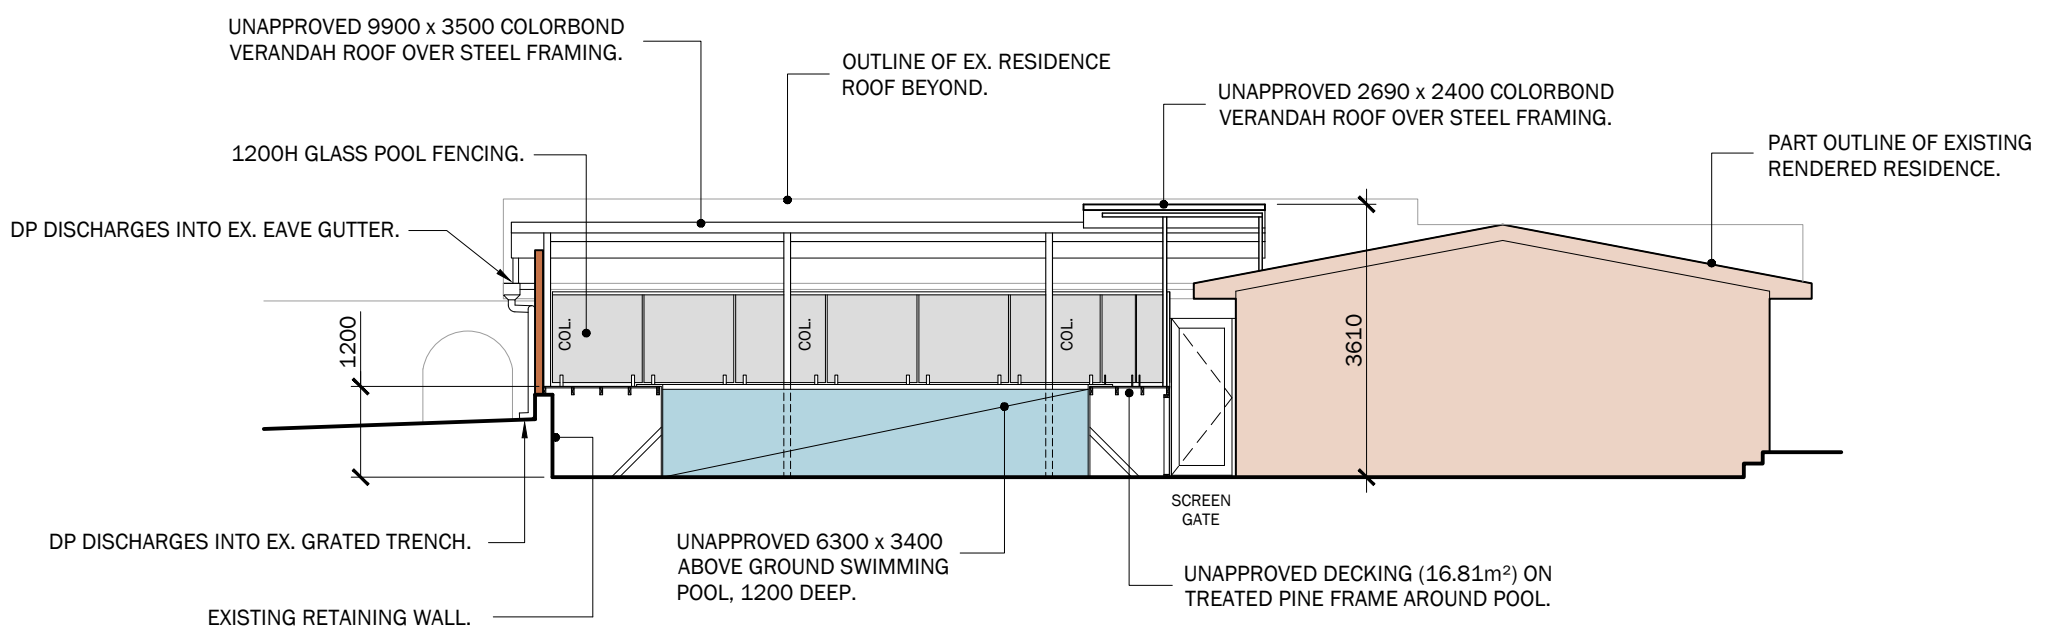 UNAPPROVED 9900 x 3500 COLORBOND
VERANDAH ROOF OVER STEEL FRAMING.
OUTLINE OF EX. RESIDENCE
ROOF BEYOND.
UNAPPROVED 2690 x 2400 COLORBOND
VERANDAH ROOF OVER STEEL FRAMING.
PART OUTLINE OF EXISTING
RENDERED RESIDENCE.
1200H GLASS POOL FENCING.
DP DISCHARGES INTO EX. EAVE GUTTER.
1200
COL.
COL.
COL.
3610
SCREEN
GATE
DP DISCHARGES INTO EX. GRATED TRENCH.
UNAPPROVED 6300 x 3400
ABOVE GROUND SWIMMING
POOL, 1200 DEEP.
UNAPPROVED DECKING (16.81m²) ON
TREATED PINE FRAME AROUND POOL.
EXISTING RETAINING WALL.